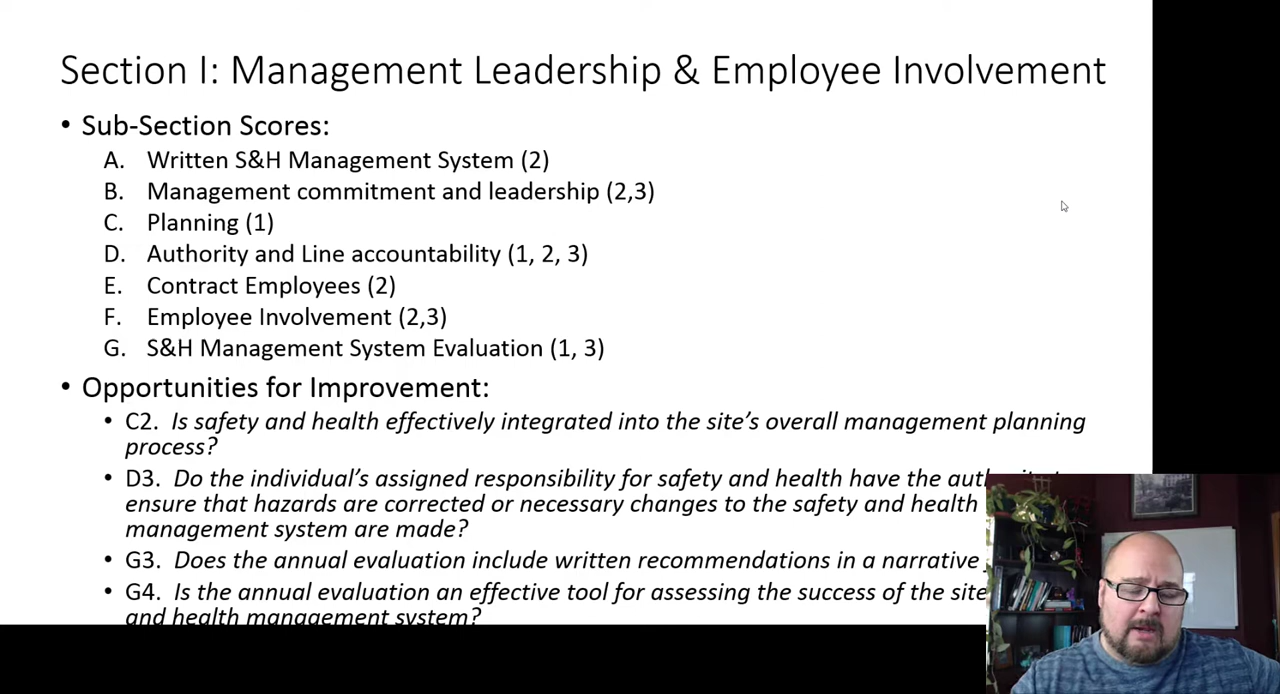 Section I: Management Leadership & Employee Involvement
• Sub-Section Scores:
A. Written S&H Management System (2)
B. Management commitment and leadership (2,3)
C. Planning (1)
D. Authority and Line accountability (1, 2, 3)
E. Contract Employees (2)
F. Employee Involvement (2,3)
G. S&H Management System Evaluation (1, 3)
• Opportunities for Improvement:
• C2. Is safety and health effectively integrated into the site's overall management planning
process?
• D3. Do the individual's assigned responsibility for safety and health have the
ensure that hazards are corrected or necessary changes to the safety and health
management system are made?
• G3. Does the annual evaluation include written recommendations in a narrative
• G4. Is the annual evaluation an effective tool for assessing the success of the site
and health management system?